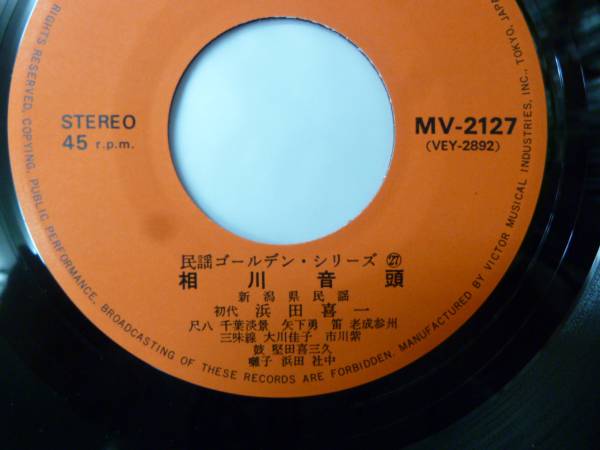 STEREO
45 r.p.m.
MV-2127
(VEY-2892)
民謡ゴールデン・シリーズ ㉗
相川音頭
新潟県民謡
初代 浜田喜一
尺八 千葉淡景 矢下勇 笛 老成参州
三味線 大川佳子 市川紫
鼓 堅田喜三久
囃子 浜田社中
RIGHTS RESERVED. COPYING, PUBLIC PERFORMANCE, BROADCASTING OF THESE RECORDS ARE FORBIDDEN. MANUFACTURED BY VICTOR MUSICAL INDUSTRIES, INC., TOKYO, JAPAN